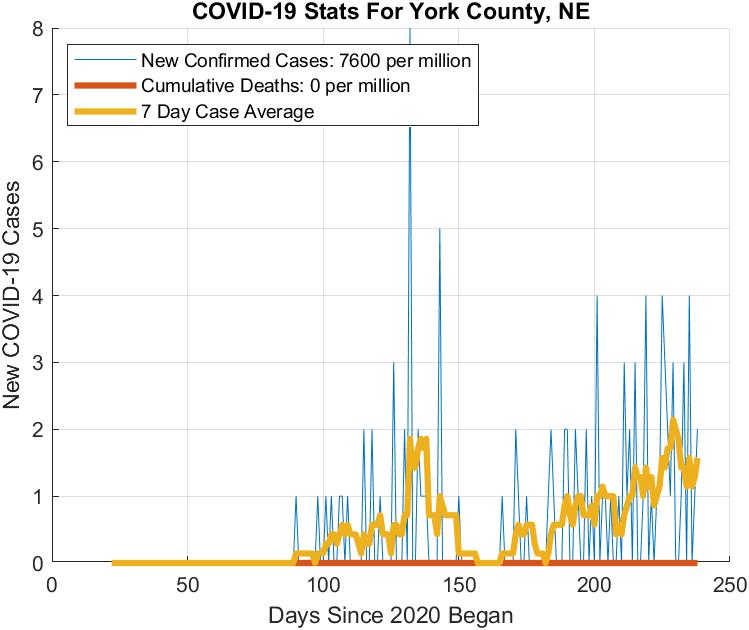 COVID-19 Stats For York County, NE
New Confirmed Cases: 7600 per million
Cumulative Deaths: 0 per million
7 Day Case Average
New COVID-19 Cases
8
7
6
5
4
3
2
1
0
0 50 100 150 200 250
Days Since 2020 Began